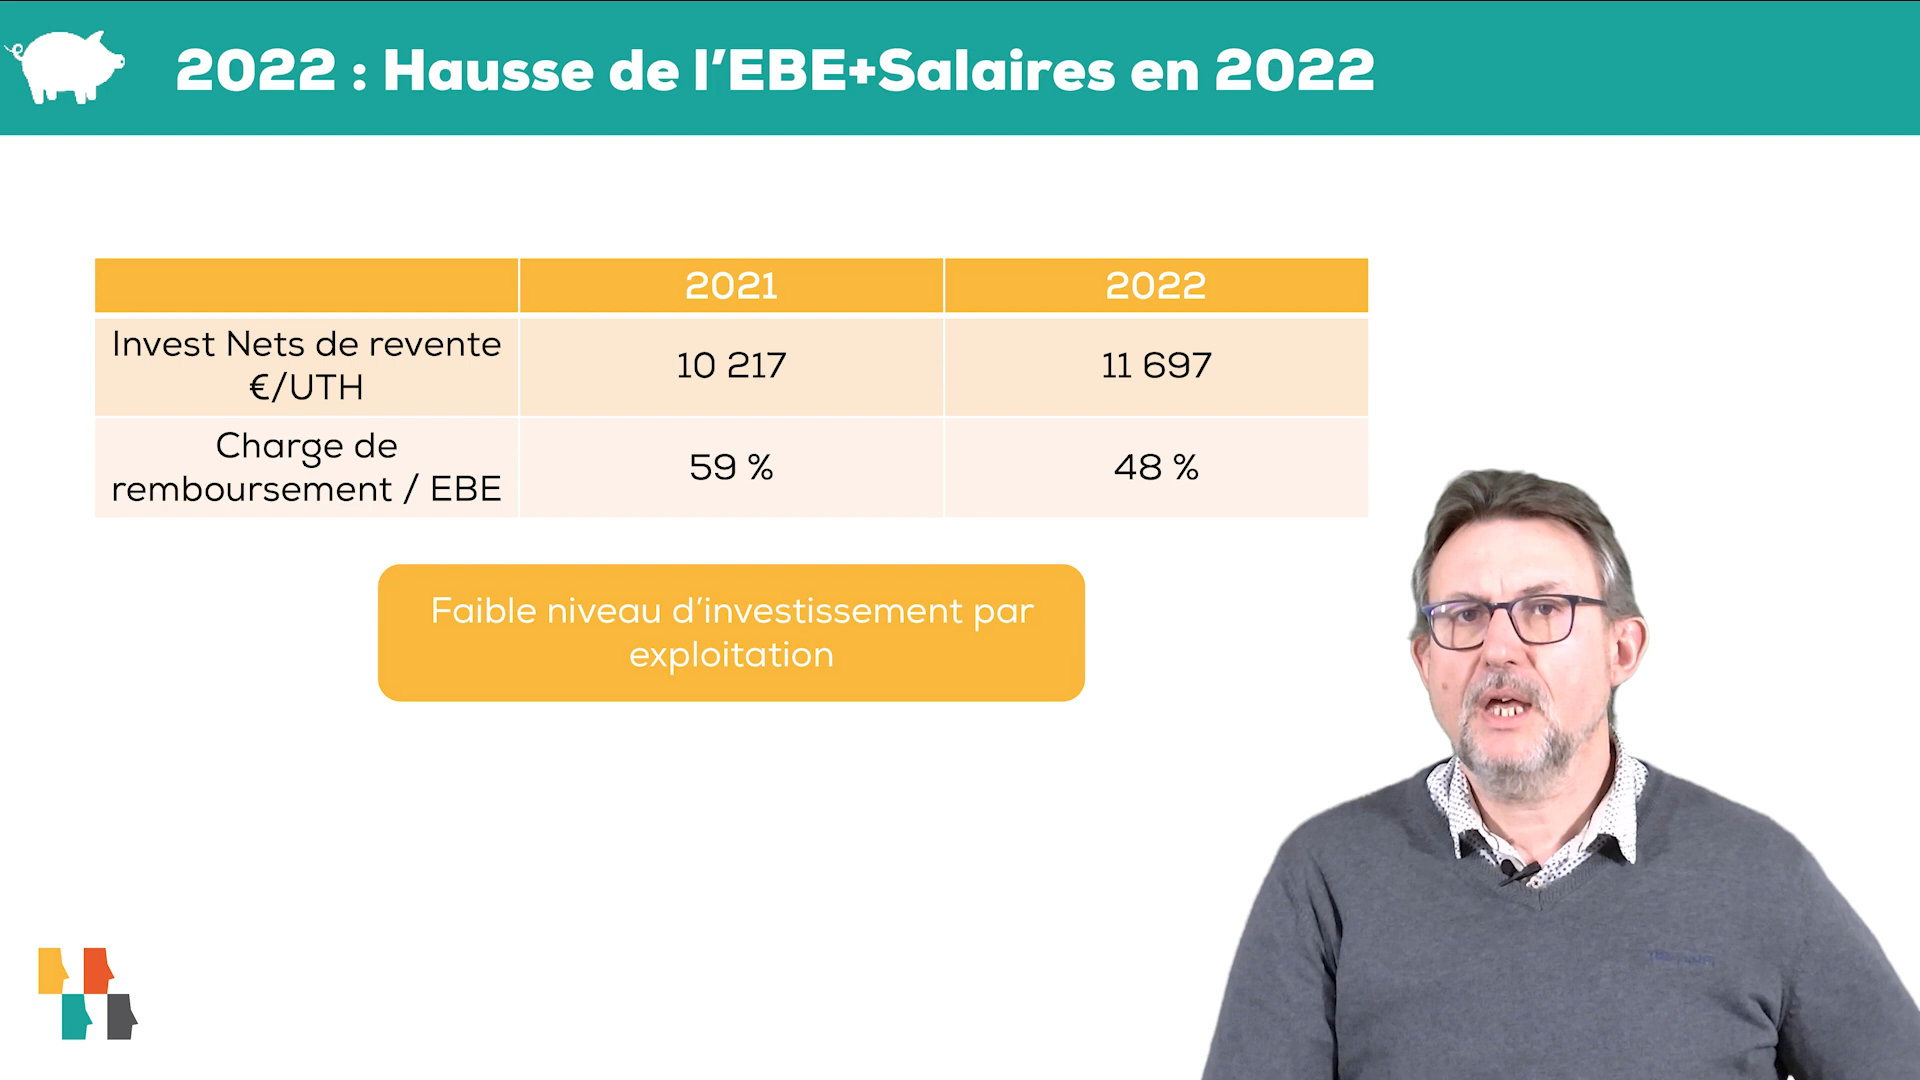 2022 : Hausse de l’EBE+Salaires en 2022
2021
2022
Invest Nets de revente
€/UTH
10 217
11 697
Charge de
remboursement / EBE
59 %
48 %
Faible niveau d’investissement par
exploitation